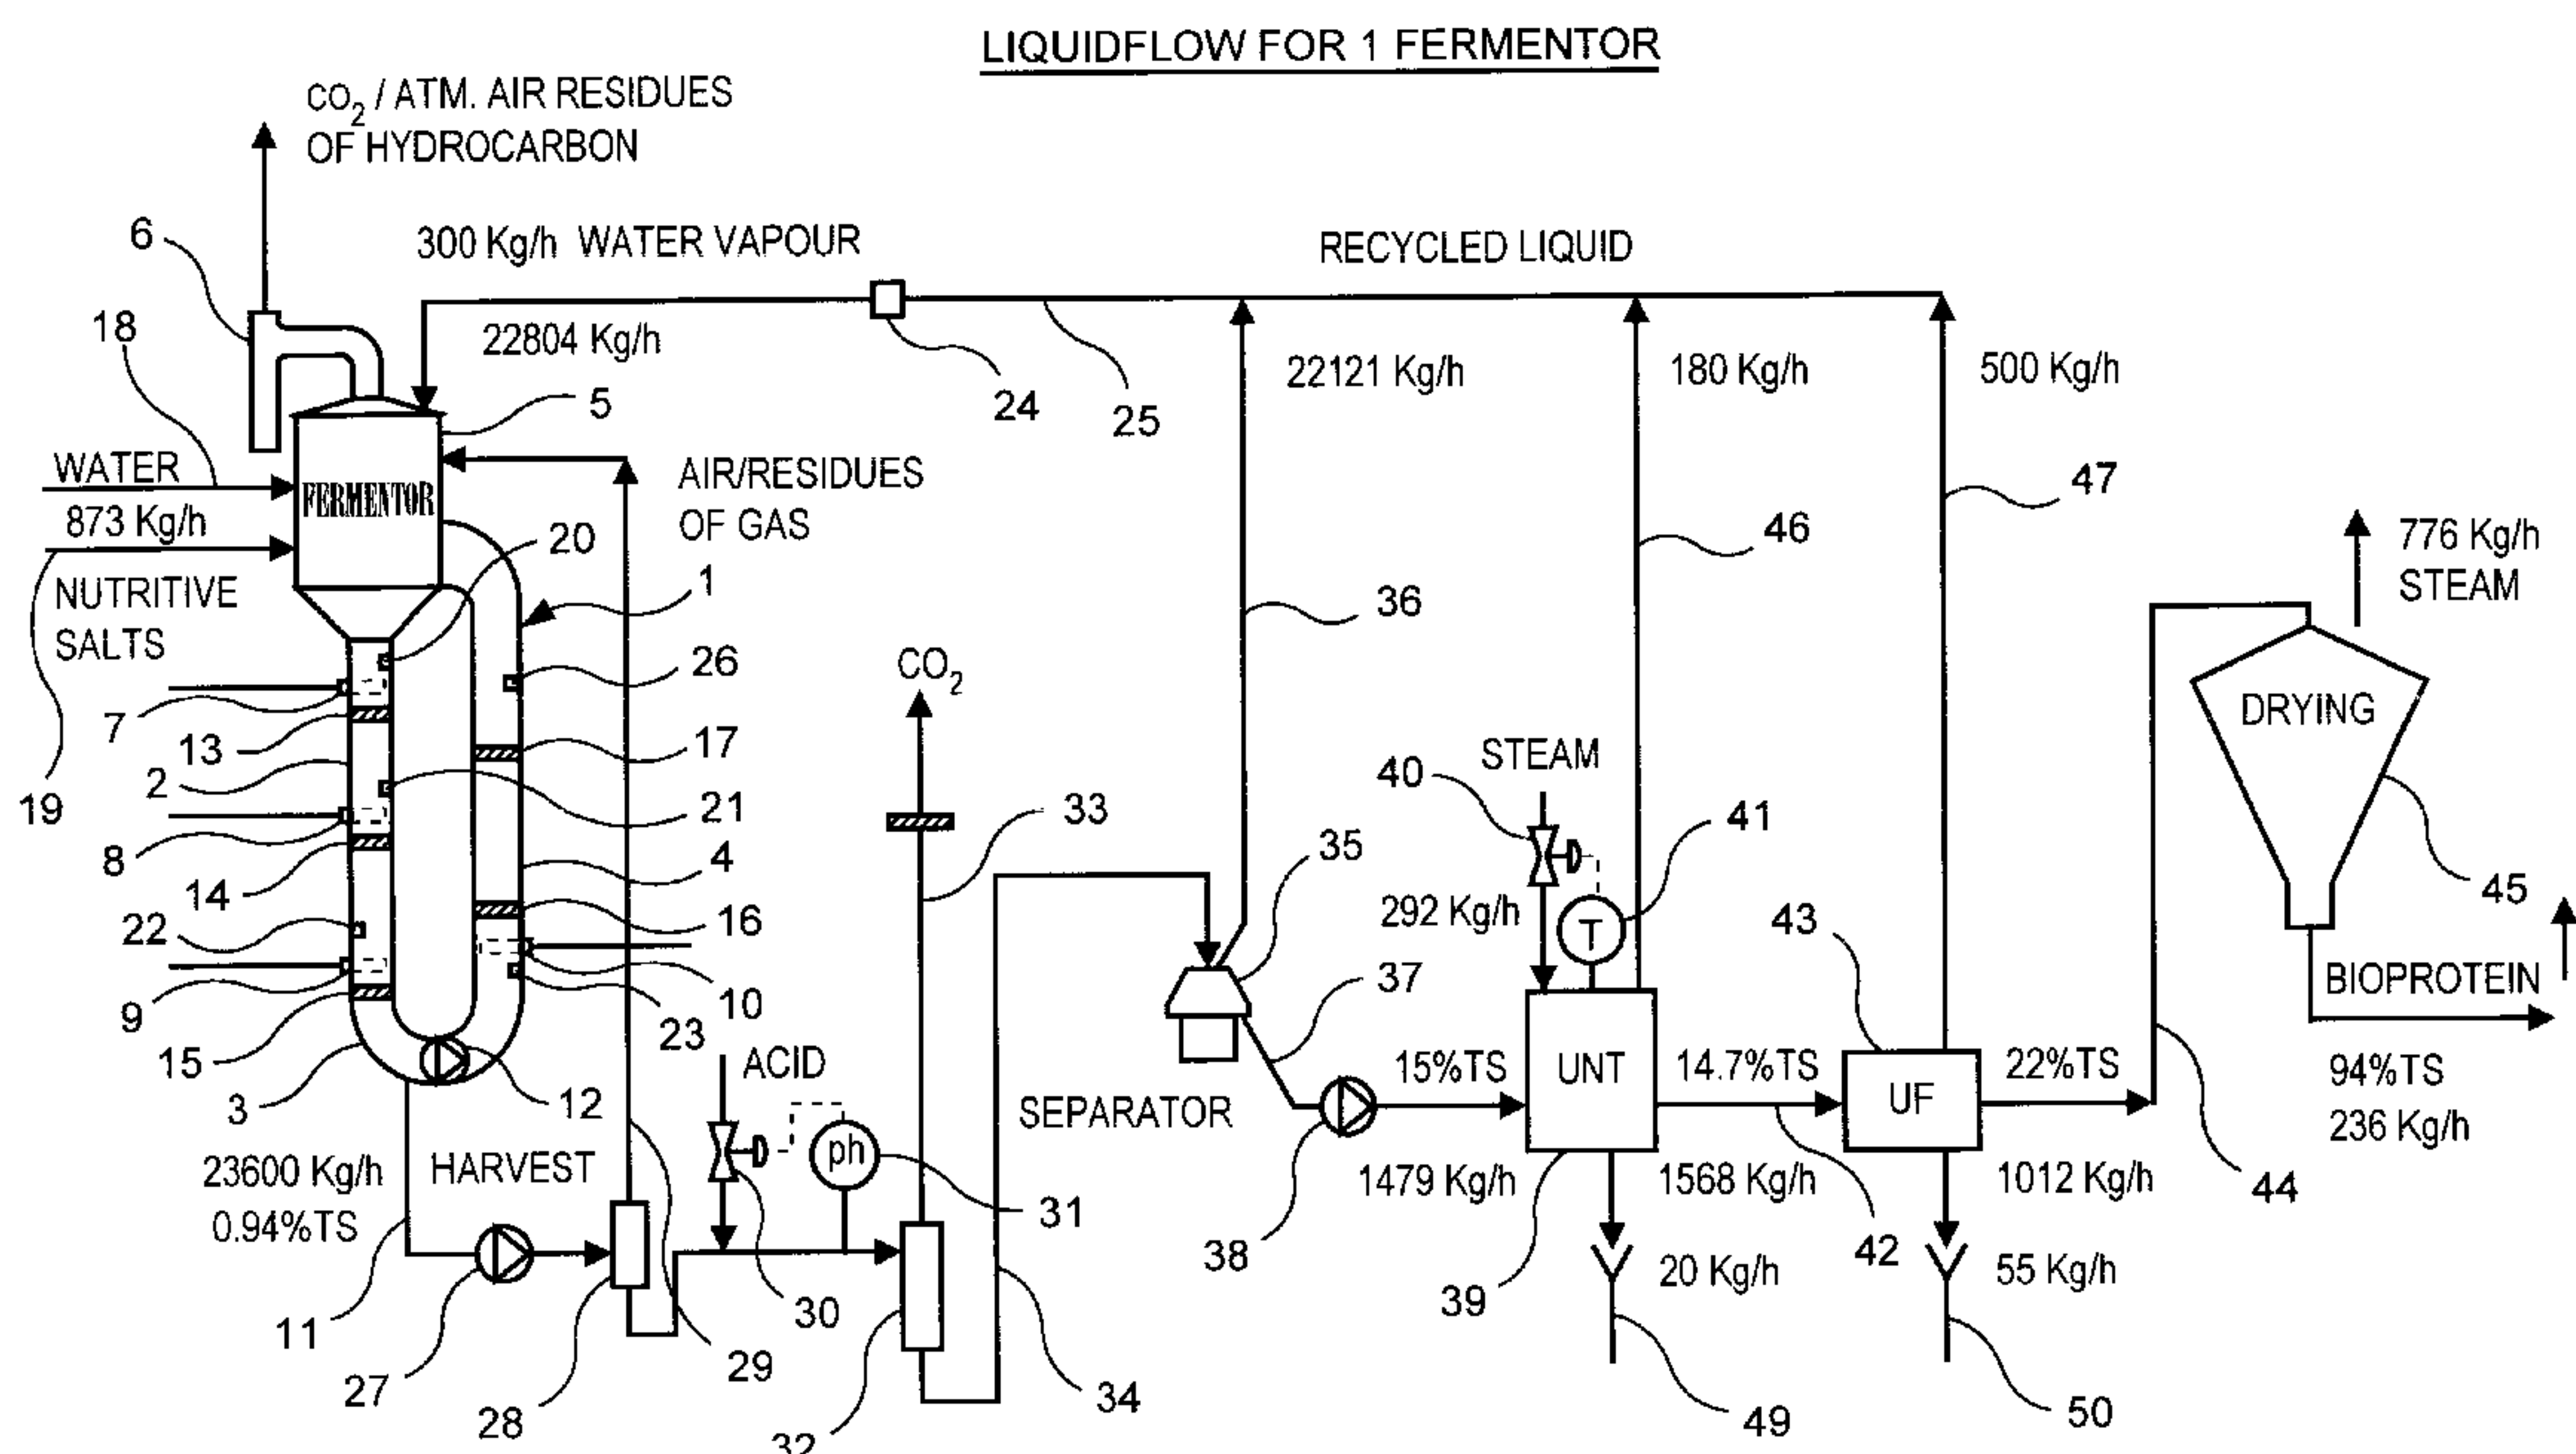 LIQUIDFLOW FOR 1 FERMENTOR
CO2 / ATM. AIR RESIDUES
OF HYDROCARBON
6
300 Kg/h WATER VAPOUR
RECYCLED LIQUID
18
22804 Kg/h
22121 Kg/h
180 Kg/h
500 Kg/h
5
24
25
WATER
FERMENTOR
AIR/RESIDUES
OF GAS
47
873 Kg/h
20
46
776 Kg/h
STEAM
NUTRITIVE
SALTS
1
36
26
CO2
7
13
17
DRYING
2
STEAM
40
19
21
33
41
8
4
35
14
45
22
16
292 Kg/h
T
43
9
10
37
BIOPROTEIN
15
23
ACID
15%TS
UNT
14.7%TS
UF
22%TS
94%TS
3
12
SEPARATOR
236 Kg/h
23600 Kg/h
HARVEST
ph
1479 Kg/h
1568 Kg/h
1012 Kg/h
44
0.94%TS
31
38
42
20 Kg/h
55 Kg/h
11
30
39
27
29
34
28
32
49
50